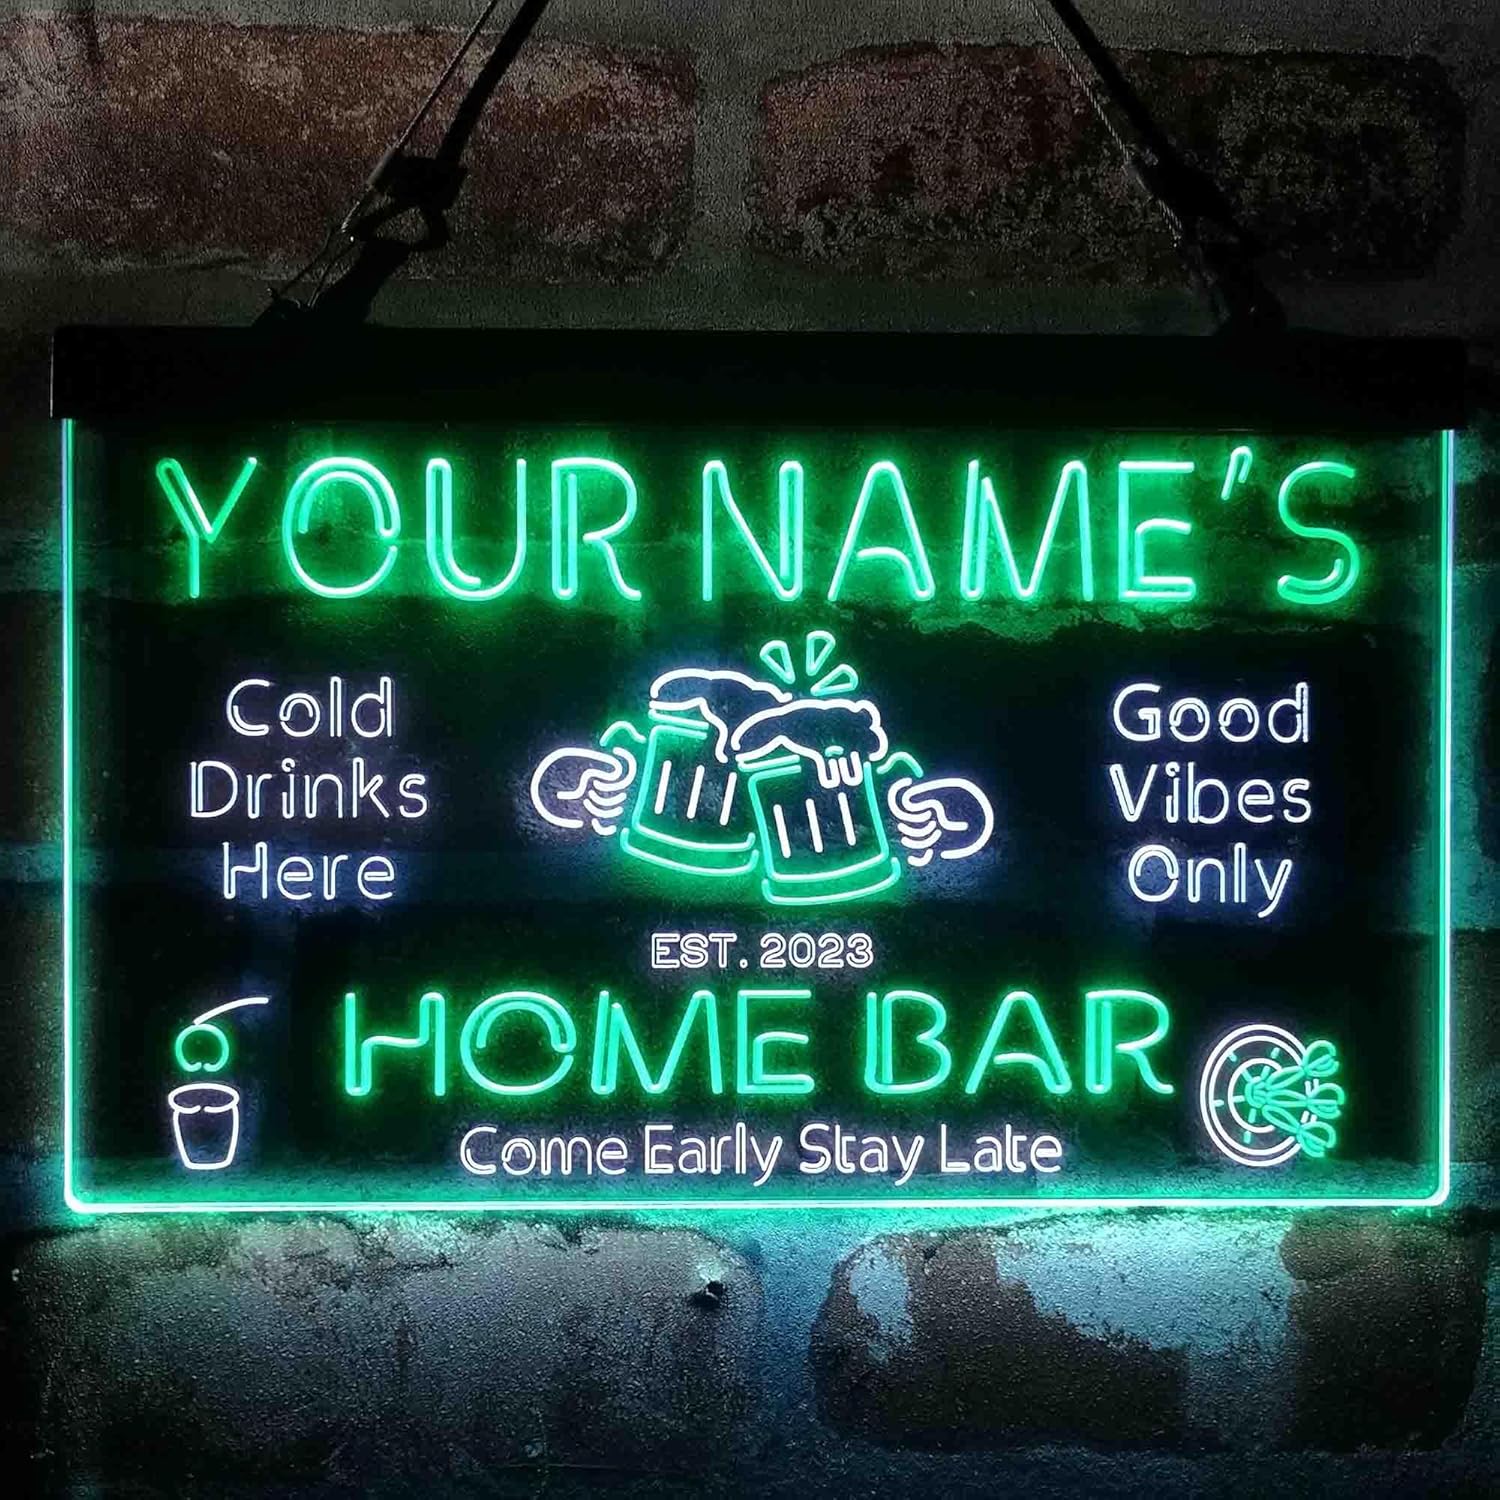 YOUR NAME'S
Cold
Drinks
Here
Good
Vibes
Only
EST. 2023
HOME BAR
Come Early Stay Late